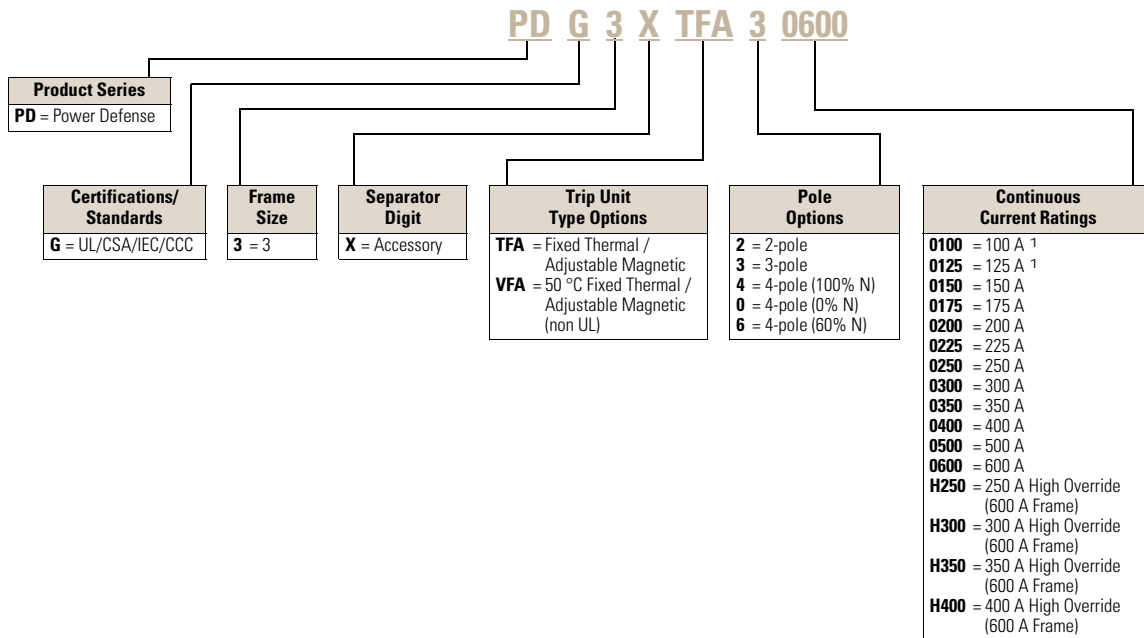 PD G 3 X TFA 3 0600
Product Series
PD = Power Defense
Certifications/
Standards
G = UL/CSA/IEC/CCC
Frame
Size
3 = 3
Separator
Digit
X = Accessory
Trip Unit
Type Options
TFA = Fixed Thermal /
Adjustable Magnetic
VFA = 50 °C Fixed Thermal /
Adjustable Magnetic
(non UL)
Pole
Options
2 = 2-pole
3 = 3-pole
4 = 4-pole (100% N)
0 = 4-pole (0% N)
6 = 4-pole (60% N)
Continuous
Current Ratings
0100 = 100 A 1
0125 = 125 A 1
0150 = 150 A
0175 = 175 A
0200 = 200 A
0225 = 225 A
0250 = 250 A
0300 = 300 A
0350 = 350 A
0400 = 400 A
0500 = 500 A
0600 = 600 A
H250 = 250 A High Override
(600 A Frame)
H300 = 300 A High Override
(600 A Frame)
H350 = 350 A High Override
(600 A Frame)
H400 = 400 A High Override
(600 A Frame)